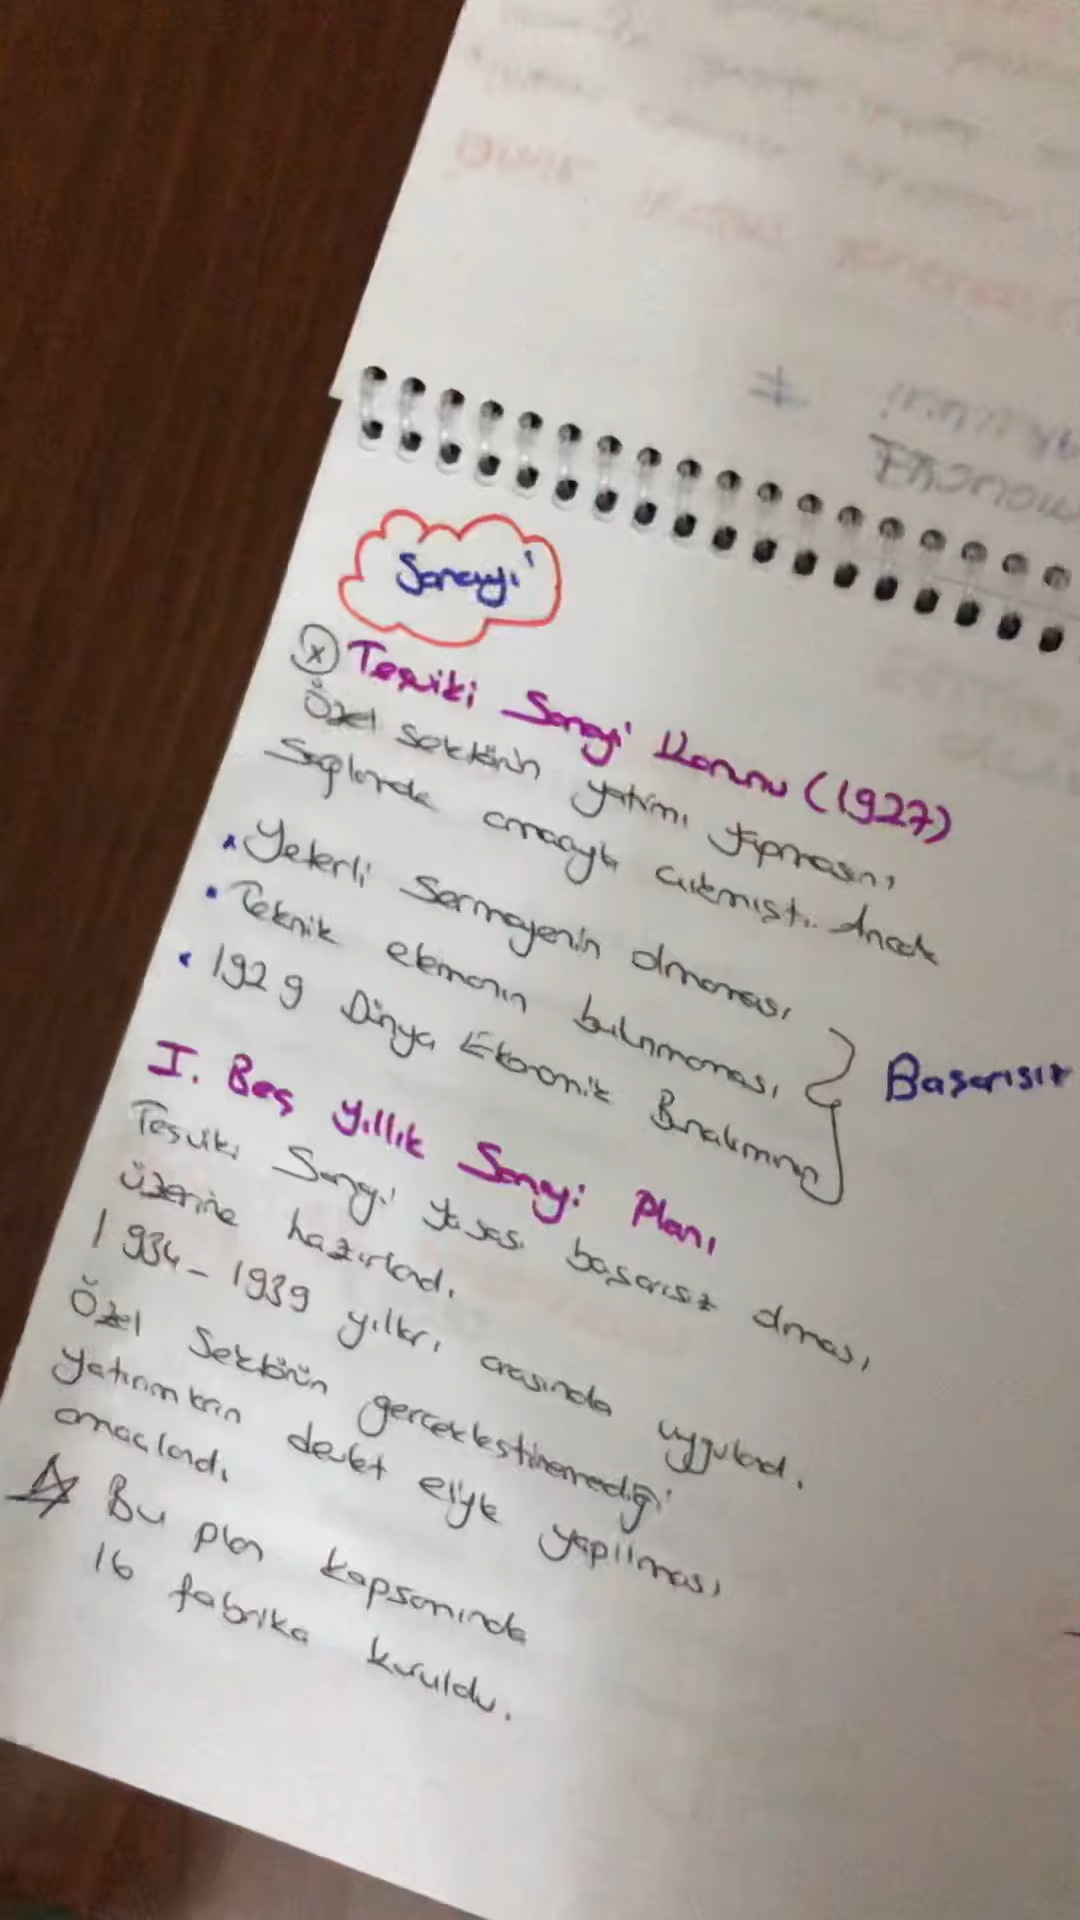 Sanayi
Teşviki Sanayi Kanunu (1927)
Özel sektörün yatırımı yapmasını
Sağlamak amacıyla çıkmıştı. Ancak
Yeterli Sermayenin olmaması
Teknik elemanın bulunmaması
1929 Dünya Ekonomik Bunalımının
Başarısız
I. Beş Yıllık Sanayi Planı
Teşviki Sanayi Yasası başarısız olması
üzerine hazırlandı.
1934-1939 yılları arasında uygulandı.
Özel Sektörün gerçekleştiremediği
yatırımların devlet eliyle yapılması
amaçlandı.
Bu plan kapsamında
16 fabrika kuruldu.